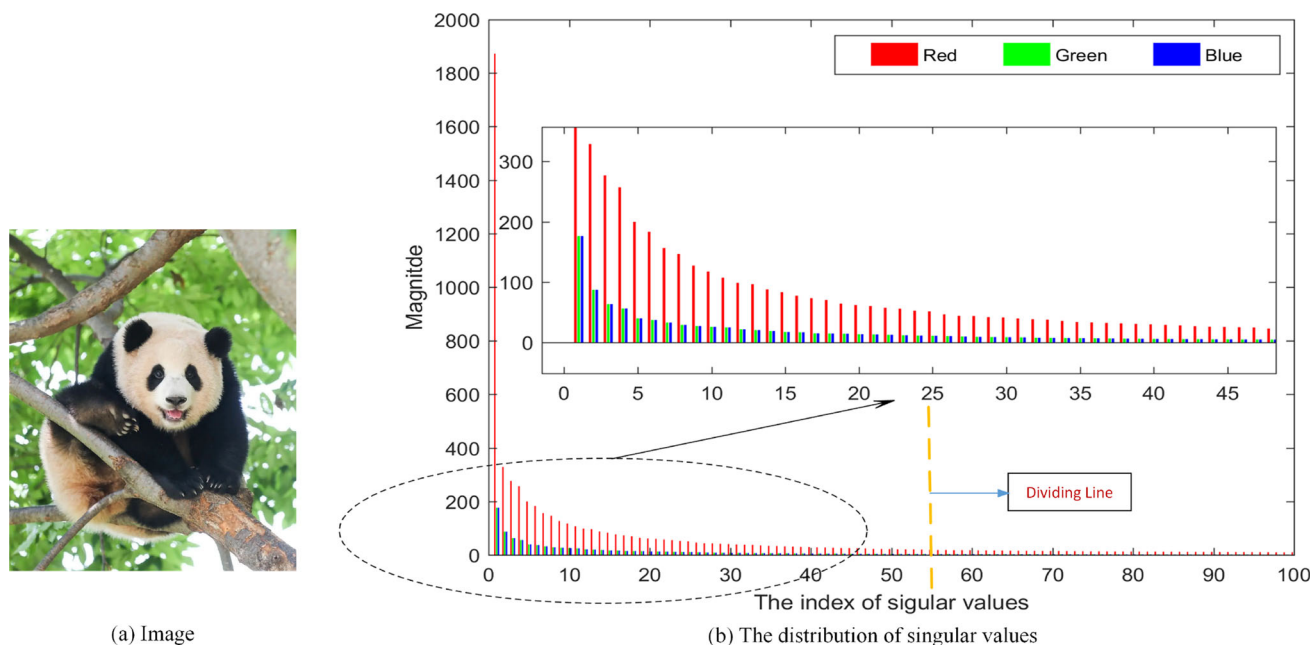 2000
1800
1600
1400
1200
1000
800
600
400
200
0
Magnitde
Red Green Blue
300
200
100
0
0 5 10 15 20 25 30 35 40 45
Dividing Line
0 10 20 30 40 50 60 70 80 90 100
The index of sigular values
(a) Image
(b) The distribution of singular values